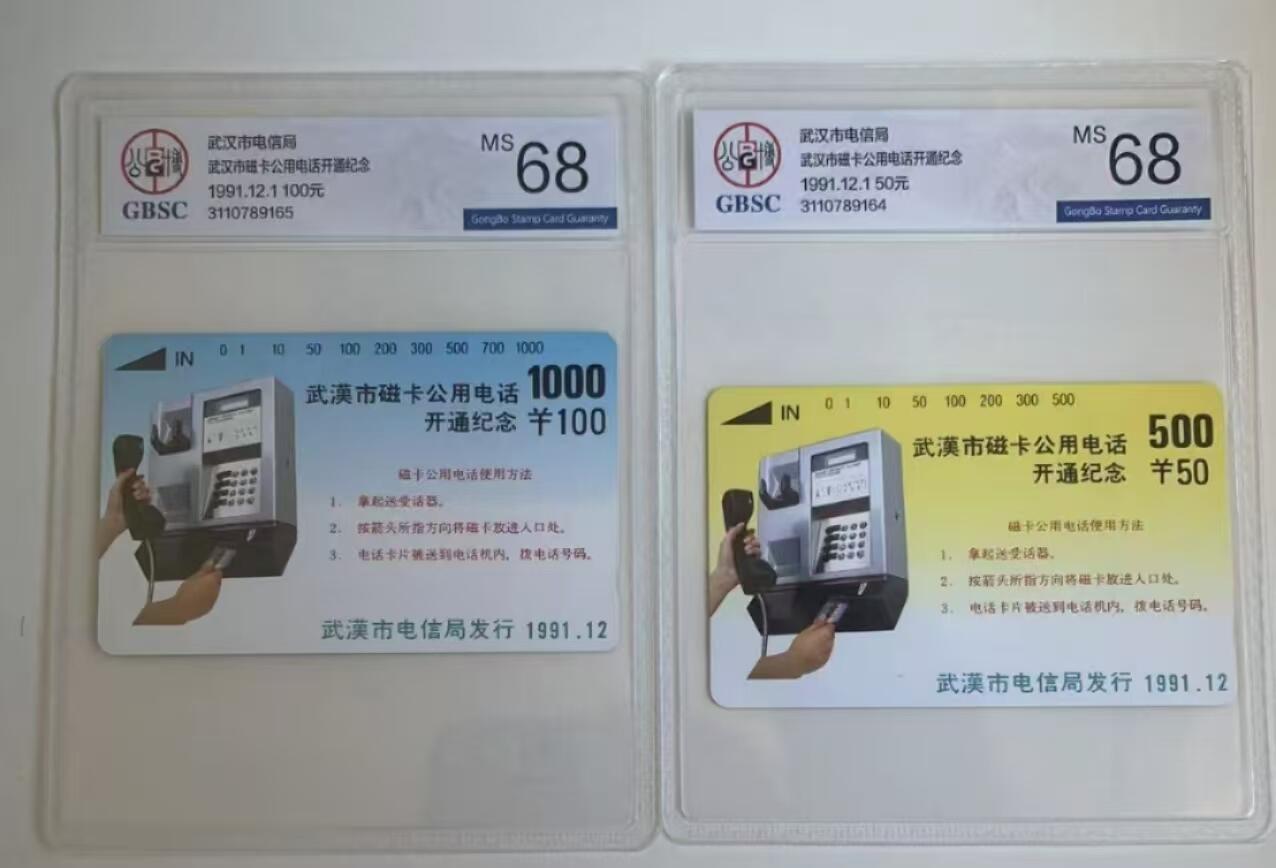 武汉市电信局
武汉市磁卡公用电话开通纪念
1991.12.1 100元
3110789165
GBSC
MS 68
GongBo Stamp Card Guaranty
IN 0 1 10 50 100 200 300 500 700 1000
武漢市磁卡公用电话 1000
开通纪念 ¥100
磁卡公用电话使用方法
1. 拿起送受话器。
2. 按箭头所指方向将磁卡放进入口处。
3. 电话卡片被送到电话机内，拨电话号码。
武漢市电信局发行 1991.12
武汉市电信局
武汉市磁卡公用电话开通纪念
1991.12.1 50元
3110789164
GBSC
MS 68
GongBo Stamp Card Guaranty
IN 0 1 10 50 100 200 300 500
武漢市磁卡公用电话 500
开通纪念 ¥50
磁卡公用电话使用方法
1. 拿起送受话器。
2. 按箭头所指方向将磁卡放进入口处。
3. 电话卡片被送到电话机内，拨电话号码。
武漢市电信局发行 1991.12